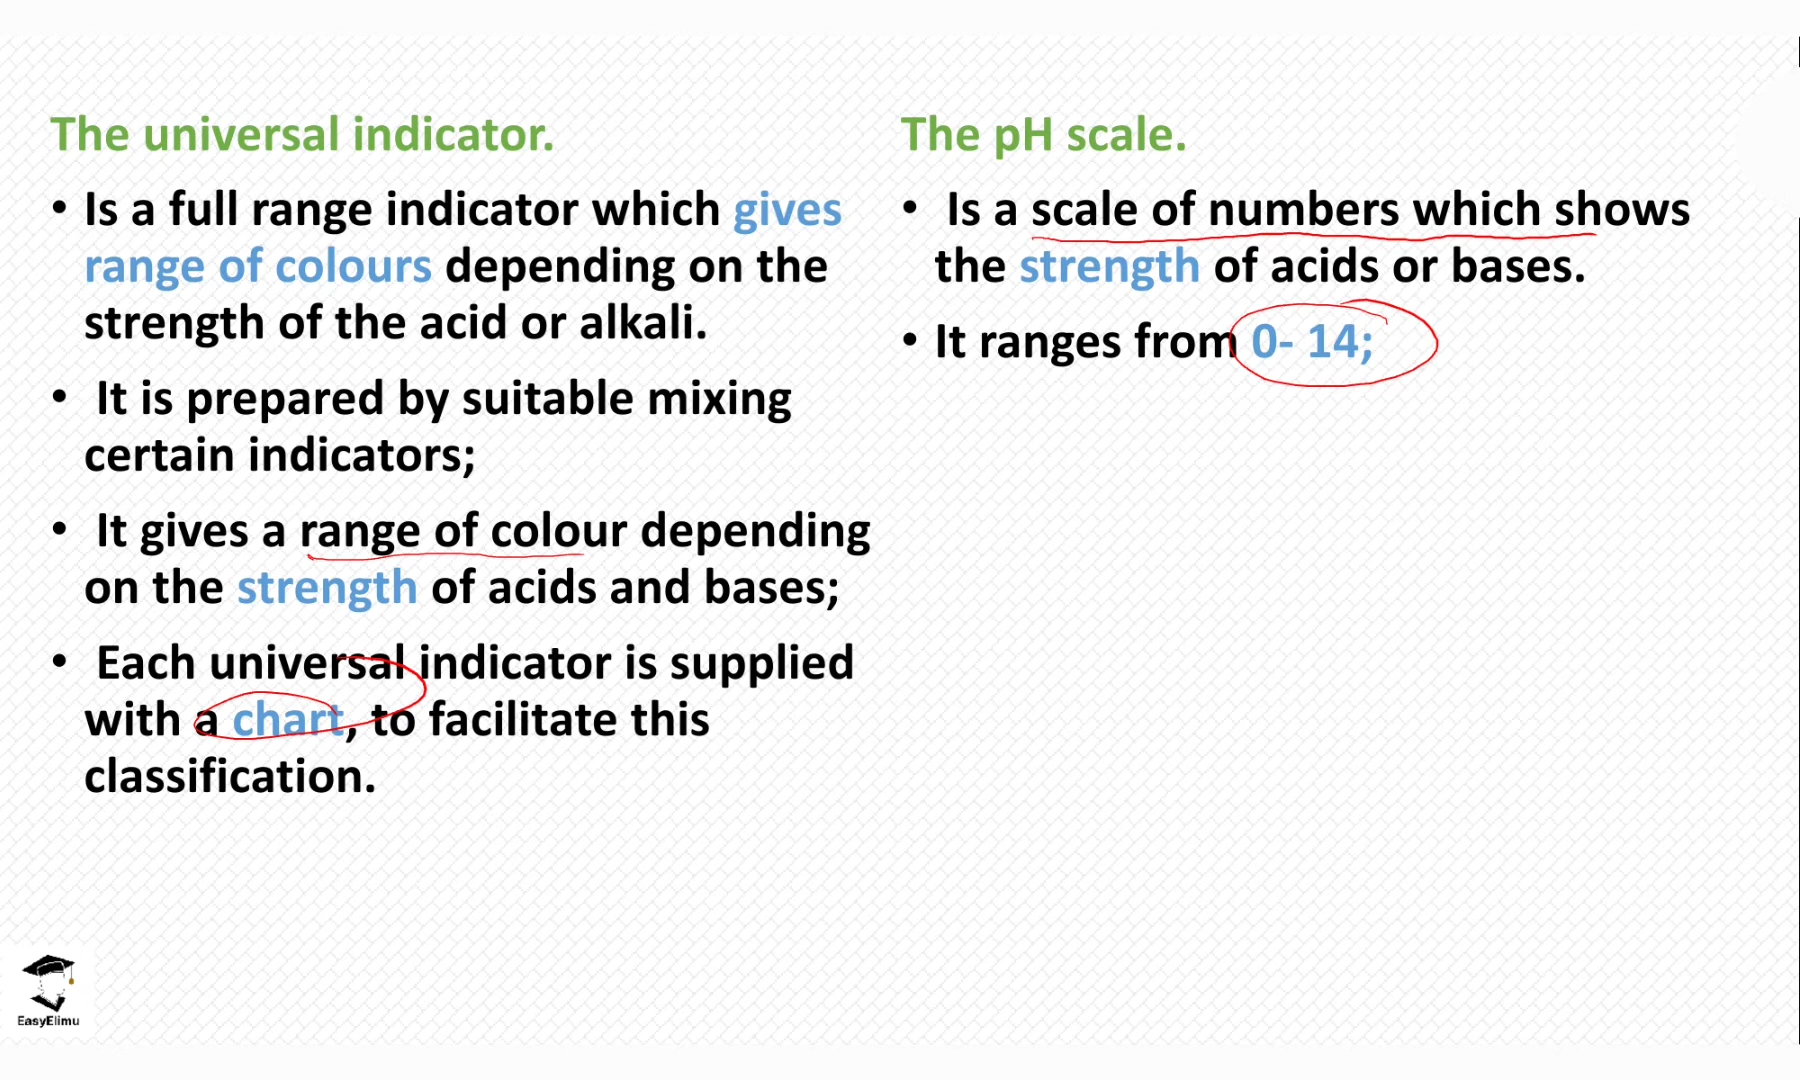 The universal indicator.
• Is a full range indicator which gives
range of colours depending on the
strength of the acid or alkali.
• It is prepared by suitable mixing
certain indicators;
• It gives a range of colour depending
on the strength of acids and bases;
• Each universal indicator is supplied
with a chart, to facilitate this
classification.
The pH scale.
• Is a scale of numbers which shows
the strength of acids or bases.
• It ranges from 0- 14;
EasyElimu